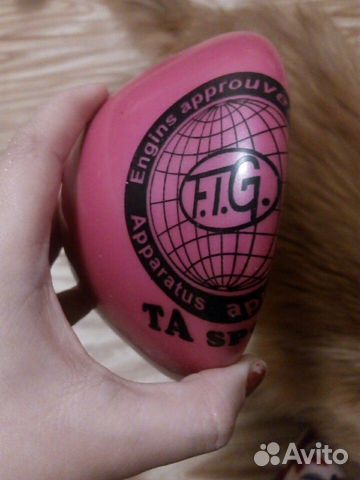 Engins approuve
F.I.G.
Apparatus ap
TA sp
Avito